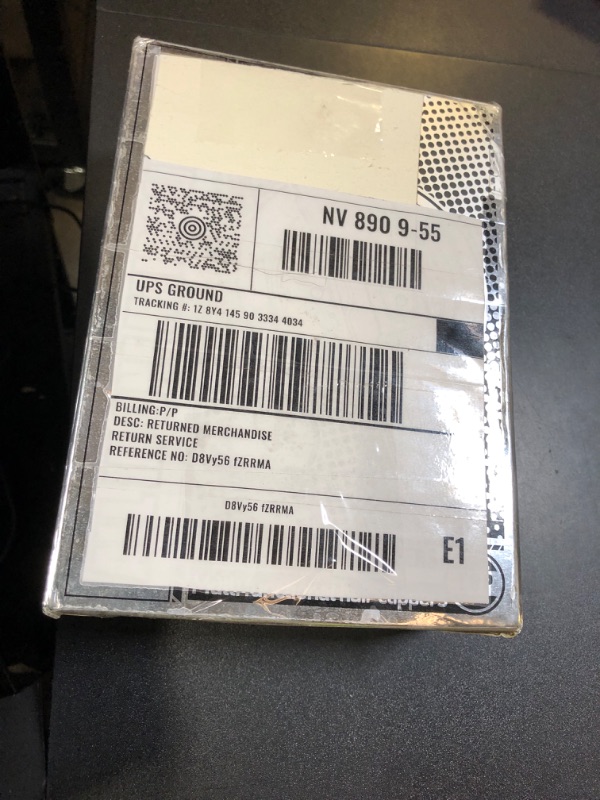 NV 890 9-55
UPS GROUND
TRACKING #: 1Z 8Y4 145 90 3334 4034
BILLING:P/P
DESC: RETURNED MERCHANDISE
RETURN SERVICE
REFERENCE NO: D8Vy56 fZRRMA
D8Vy56 fZRRMA
E1